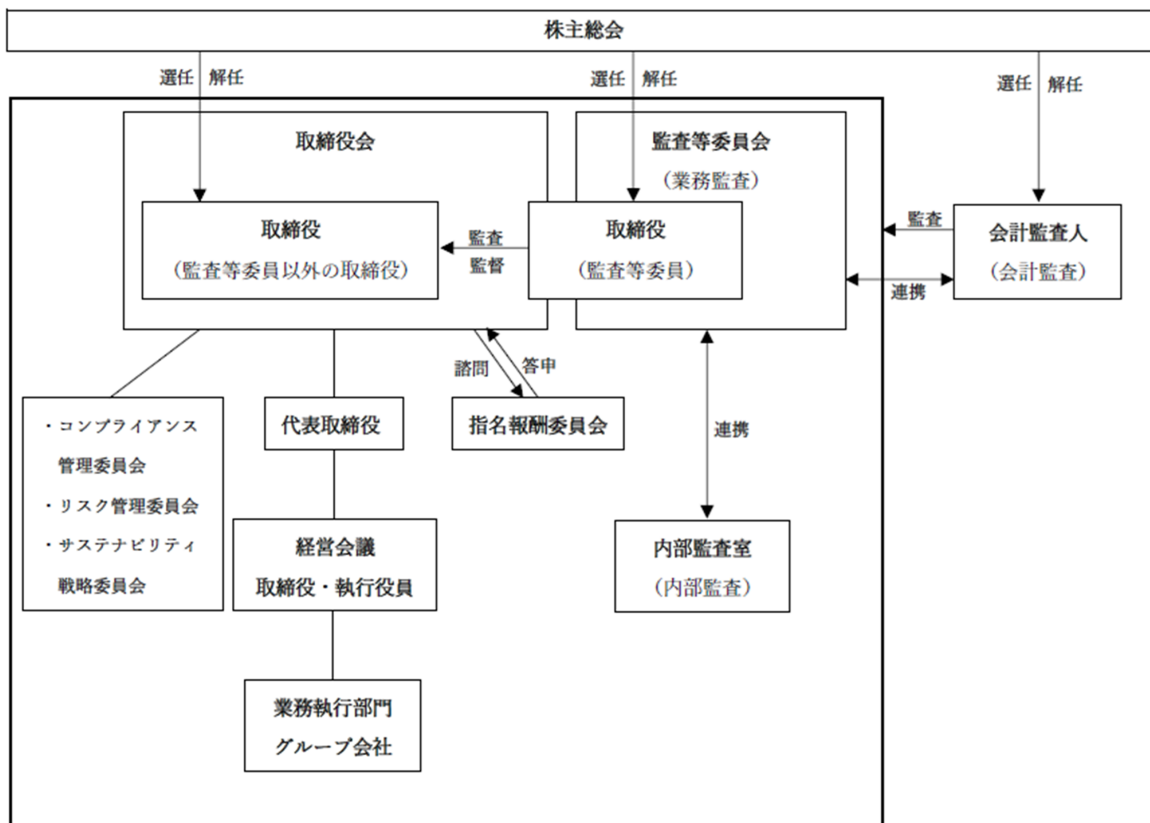 株主総会
選任 解任
選任 解任
選任 解任
取締役会
監査等委員会
(業務監査)
取締役
(監査等委員以外の取締役)
監査
監督
取締役
(監査等委員)
監査
会計監査人
(会計監査)
連携
諮問
答申
・コンプライアンス
管理委員会
・リスク管理委員会
・サステナビリティ
戦略委員会
代表取締役
指名報酬委員会
連携
経営会議
取締役・執行役員
内部監査室
(内部監査)
業務執行部門
グループ会社